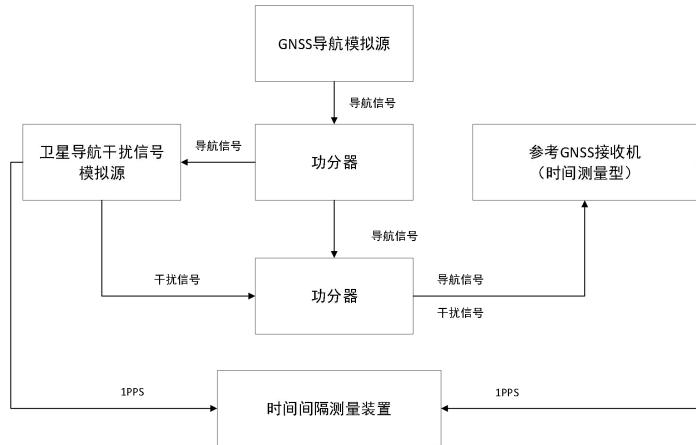 GNSS导航模拟源
导航信号
卫星导航干扰信号
模拟源
导航信号
功分器
参考GNSS接收机
（时间测量型）
导航信号
干扰信号
功分器
导航信号
干扰信号
1PPS
时间间隔测量装置
1PPS